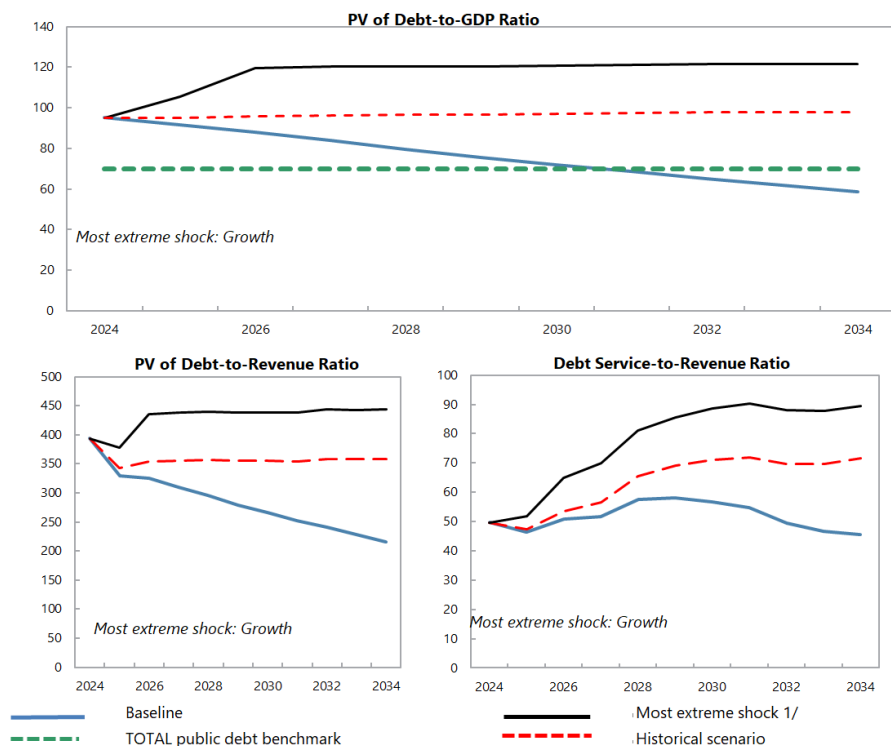 PV of Debt-to-GDP Ratio
140
120
100
80
60
40
20
0
Most extreme shock: Growth
2024 2026 2028 2030 2032 2034
PV of Debt-to-Revenue Ratio
500
450
400
350
300
250
200
150
100
50
0
Most extreme shock: Growth
2024 2026 2028 2030 2032 2034
Debt Service-to-Revenue Ratio
100
90
80
70
60
50
40
30
20
10
0
Most extreme shock: Growth
2024 2026 2028 2030 2032 2034
Baseline
Most extreme shock 1/
TOTAL public debt benchmark
Historical scenario